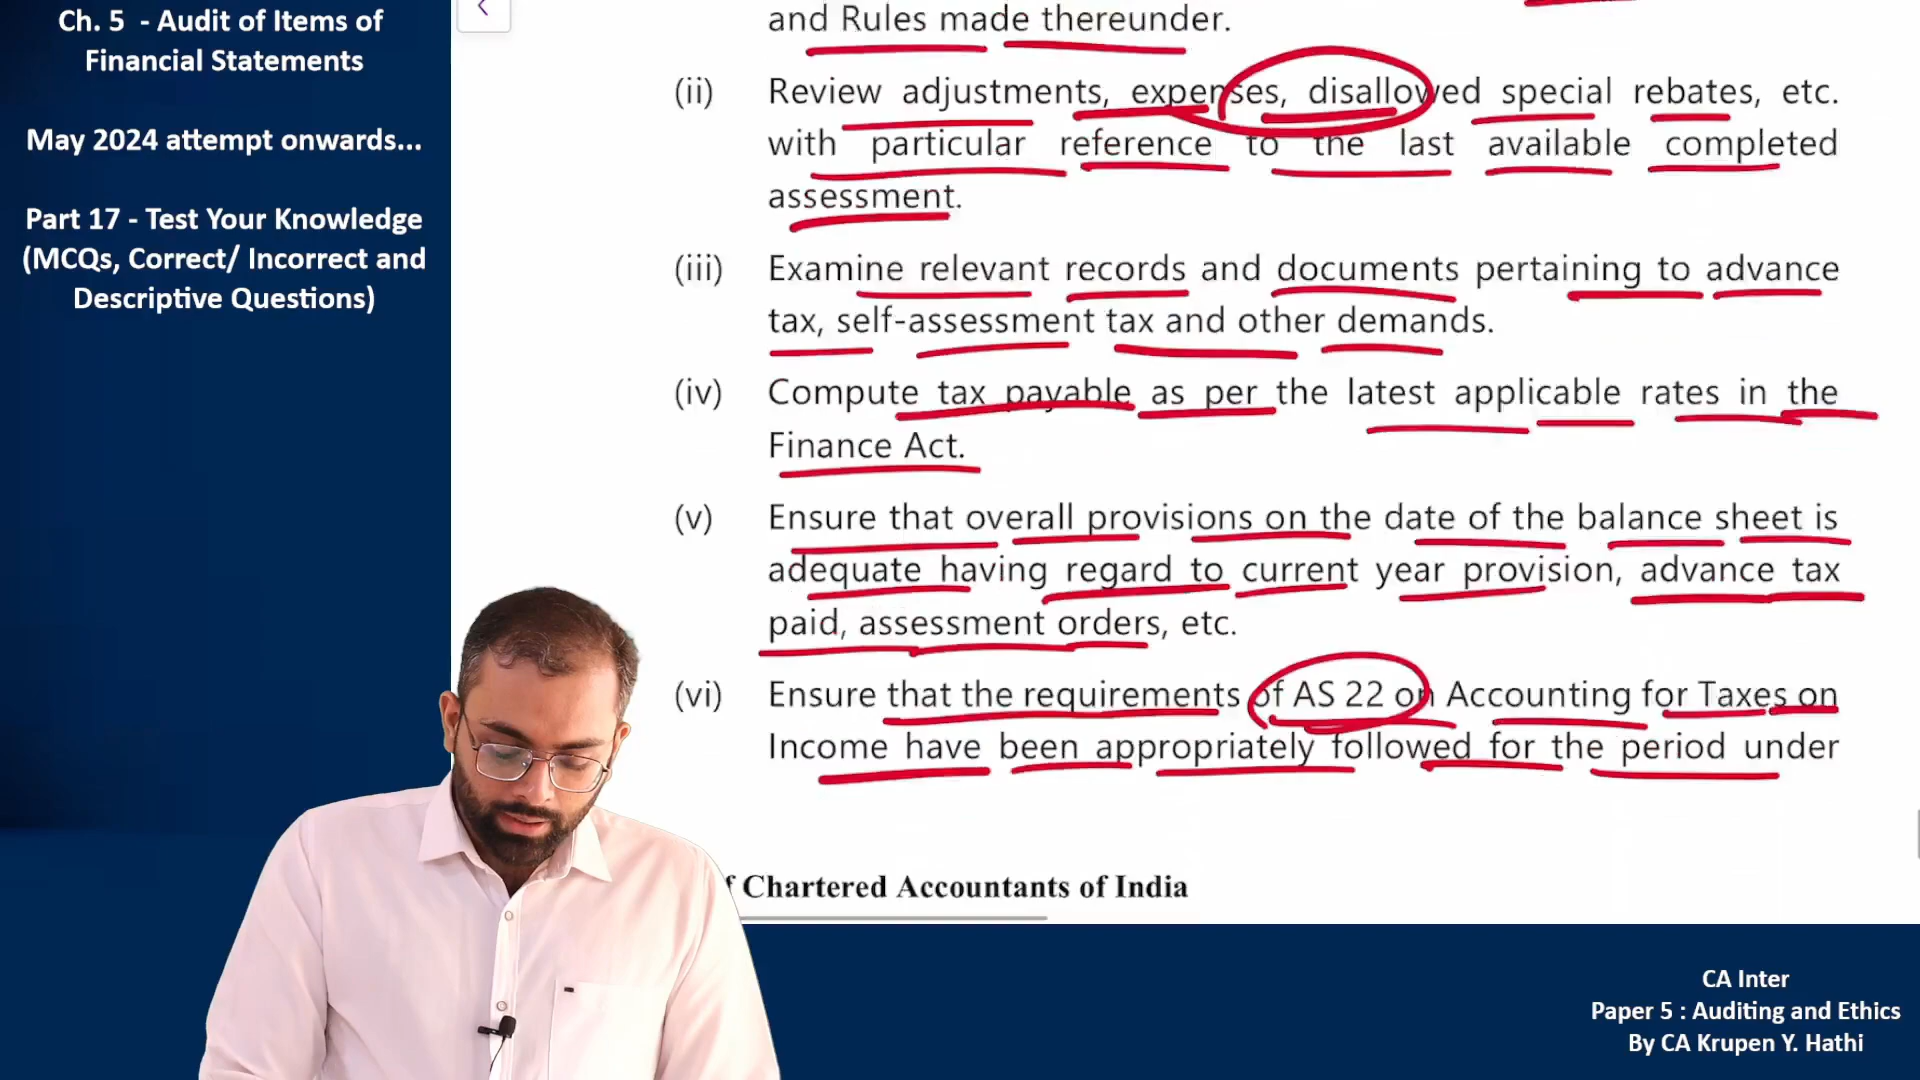 Ch. 5 - Audit of Items of
Financial Statements
May 2024 attempt onwards...
Part 17 - Test Your Knowledge
(MCQs, Correct/ Incorrect and
Descriptive Questions)
and Rules made thereunder.
(ii) Review adjustments, expenses, disallowed special rebates, etc.
with particular reference to the last available completed
assessment.
(iii) Examine relevant records and documents pertaining to advance
tax, self-assessment tax and other demands.
(iv) Compute tax payable as per the latest applicable rates in the
Finance Act.
(v) Ensure that overall provisions on the date of the balance sheet is
adequate having regard to current year provision, advance tax
paid, assessment orders, etc.
(vi) Ensure that the requirements of AS 22 on Accounting for Taxes on
Income have been appropriately followed for the period under
f Chartered Accountants of India
CA Inter
Paper 5 : Auditing and Ethics
By CA Krupen Y. Hathi